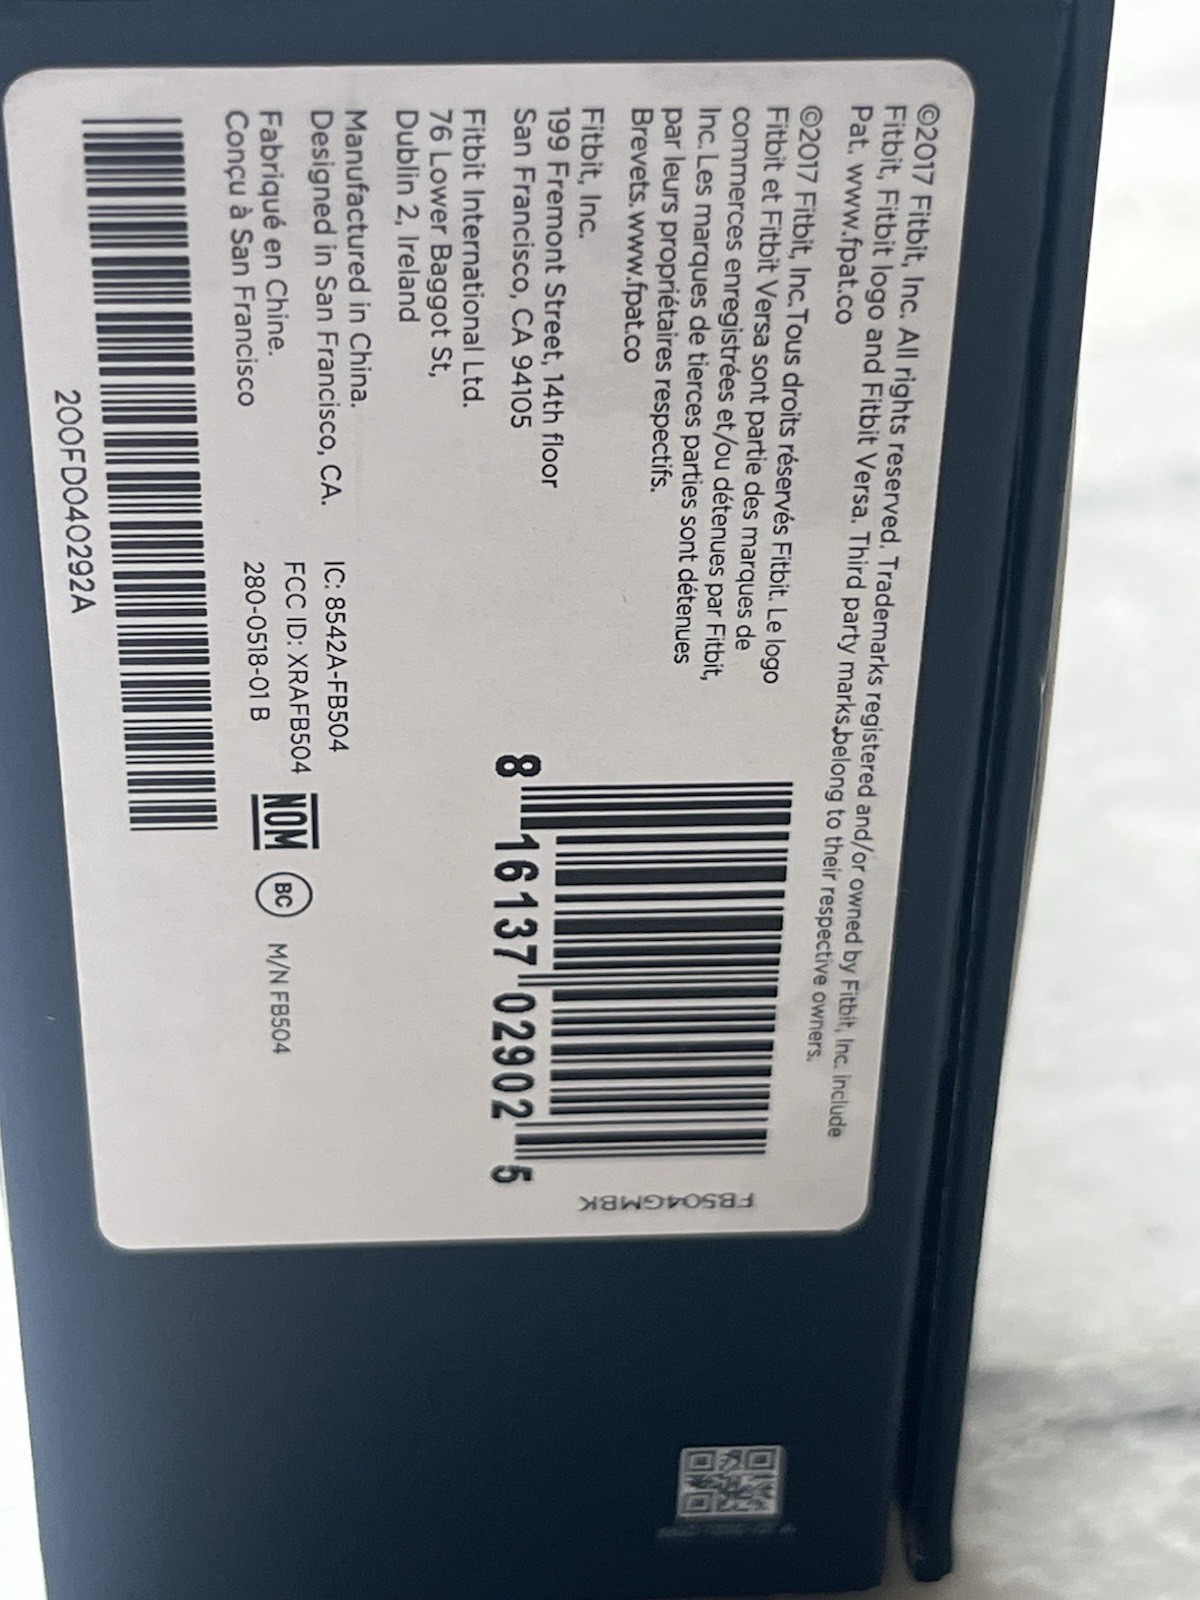 ©2017 Fitbit, Inc. All rights reserved. Trademarks registered and/or owned by Fitbit, Inc. include
Fitbit, Fitbit logo and Fitbit Versa. Third party marks belong to their respective owners.
Pat. www.fpat.co
©2017 Fitbit, Inc. Tous droits réservés Fitbit. Le logo
Fitbit et Fitbit Versa sont partie des marques de
commerces enregistrées et/ou détenues par Fitbit,
Inc. Les marques de tierces parties sont détenues
par leurs propriétaires respectifs.
Brevets. www.fpat.co
Fitbit, Inc.
199 Fremont Street, 14th floor
San Francisco, CA 94105
Fitbit International Ltd.
76 Lower Baggot St,
Dublin 2, Ireland
FB504GMBK
8 16137 02902 5
Manufactured in China.
Designed in San Francisco, CA.
Fabriqué en Chine.
Conçu à San Francisco
IC: 8542A-FB504
FCC ID: XRAFB504
280-0518-01 B
NOM
BC
M/N FB504
200FD040292A